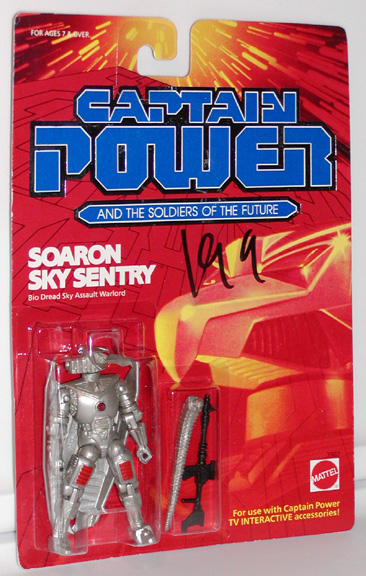 FOR AGES 7 & OVER
CAPTAIN
POWER
AND THE SOLDIERS OF THE FUTURE
SOARON
SKY SENTRY
Bio Dread Sky Assault Warlord
MATTEL
For use with Captain Power
TV INTERACTIVE accessories!